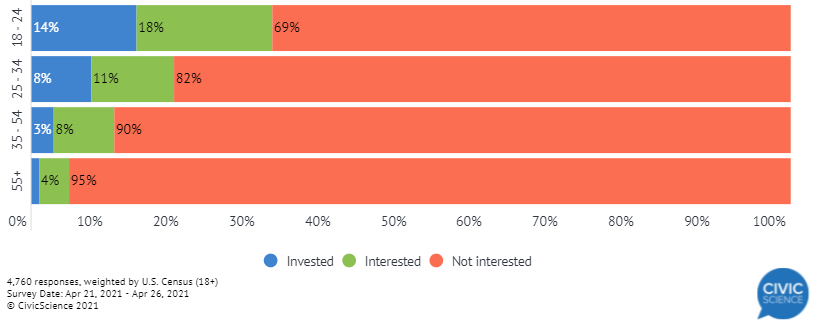 18 - 24
14%
18%
69%
25 - 34
8%
11%
82%
35 - 54
3%
8%
90%
55+
4%
95%
0% 10% 20% 30% 40% 50% 60% 70% 80% 90% 100%
Invested Interested Not interested
4,760 responses, weighted by U.S. Census (18+)
Survey Date: Apr 21, 2021 - Apr 26, 2021
© CivicScience 2021
CIVIC
SCIENCE